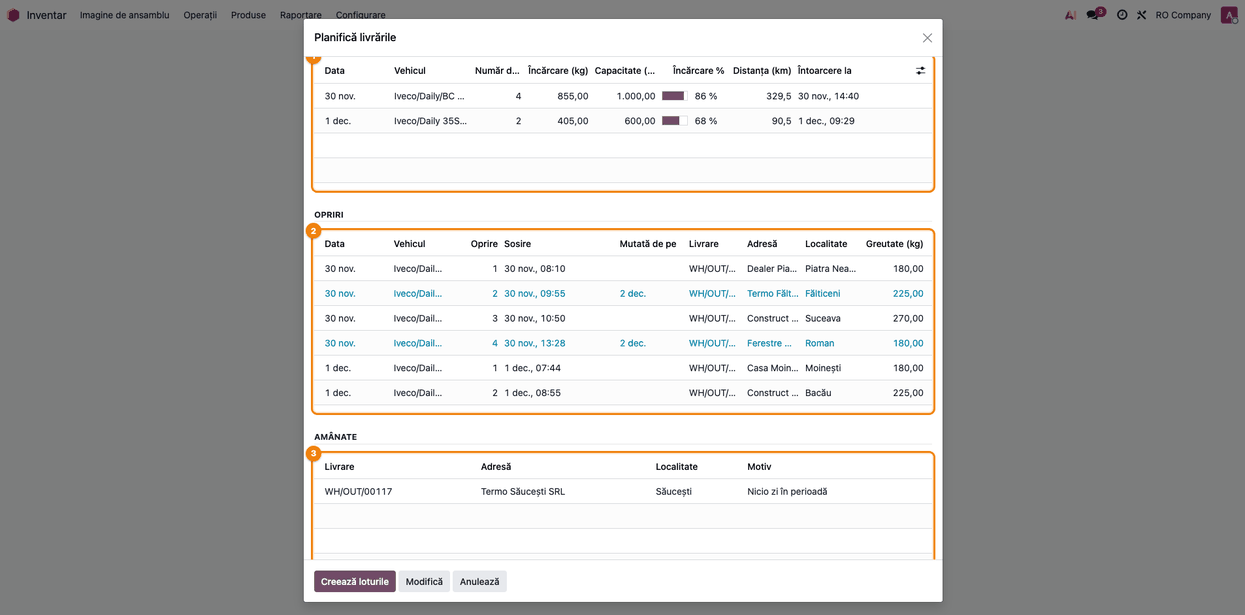 Inventar Imagine de ansamblu Operații Produse Raportare Configurare 3 RO Company A
Planifică livrările
Data Vehicul Număr d... Încărcare (kg) Capacitate (... Încărcare % Distanța (km) Întoarcere la
30 nov. Iveco/Daily/BC ... 4 855,00 1.000,00 86 % 329,5 30 nov., 14:40
1 dec. Iveco/Daily 35S... 2 405,00 600,00 68 % 90,5 1 dec., 09:29
OPRIRI
2
Data Vehicul Oprire Sosire Mutată de pe Livrare Adresă Localitate Greutate (kg)
30 nov. Iveco/Dail... 1 30 nov., 08:10 WH/OUT/... Dealer Pia... Piatra Nea... 180,00
30 nov. Iveco/Dail... 2 30 nov., 09:55 2 dec. WH/OUT/... Termo Fălt... Fălticeni 225,00
30 nov. Iveco/Dail... 3 30 nov., 10:50 WH/OUT/... Construct ... Suceava 270,00
30 nov. Iveco/Dail... 4 30 nov., 13:28 2 dec. WH/OUT/... Ferestre ... Roman 180,00
1 dec. Iveco/Dail... 1 1 dec., 07:44 WH/OUT/... Casa Moin... Moinești 180,00
1 dec. Iveco/Dail... 2 1 dec., 08:55 WH/OUT/... Construct ... Bacău 225,00
AMÂNATE
3
Livrare Adresă Localitate Motiv
WH/OUT/00117 Termo Săucești SRL Săucești Nicio zi în perioadă
Creează loturile Modifică Anulează